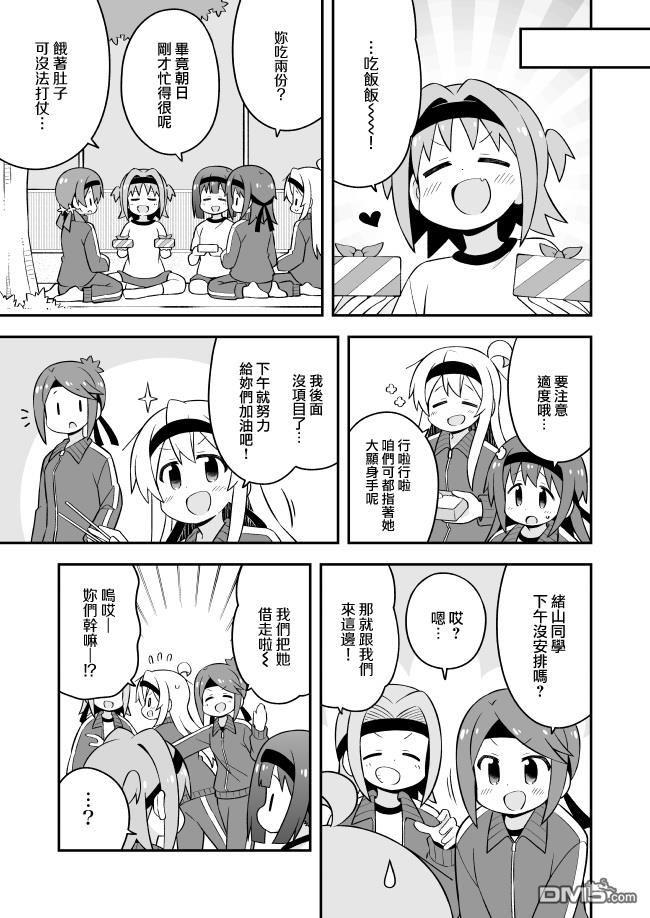 …吃飯飯～～～！
妳吃兩份？
畢竟朝日
剛才忙得很呢
餓著肚子
可沒法打仗…
要注意
適度哦…
行啦行啦
咱們可都指著她
大顯身手呢
我後面
沒項目了…
下午就努力
給妳們加油吧！
緒山同學
下午沒安排嗎？
哎？
嗯…
那就跟我們
來這邊！
我們把她
借走啦～
嗚哎—
妳們幹嘛—!?
…？
DM5.com